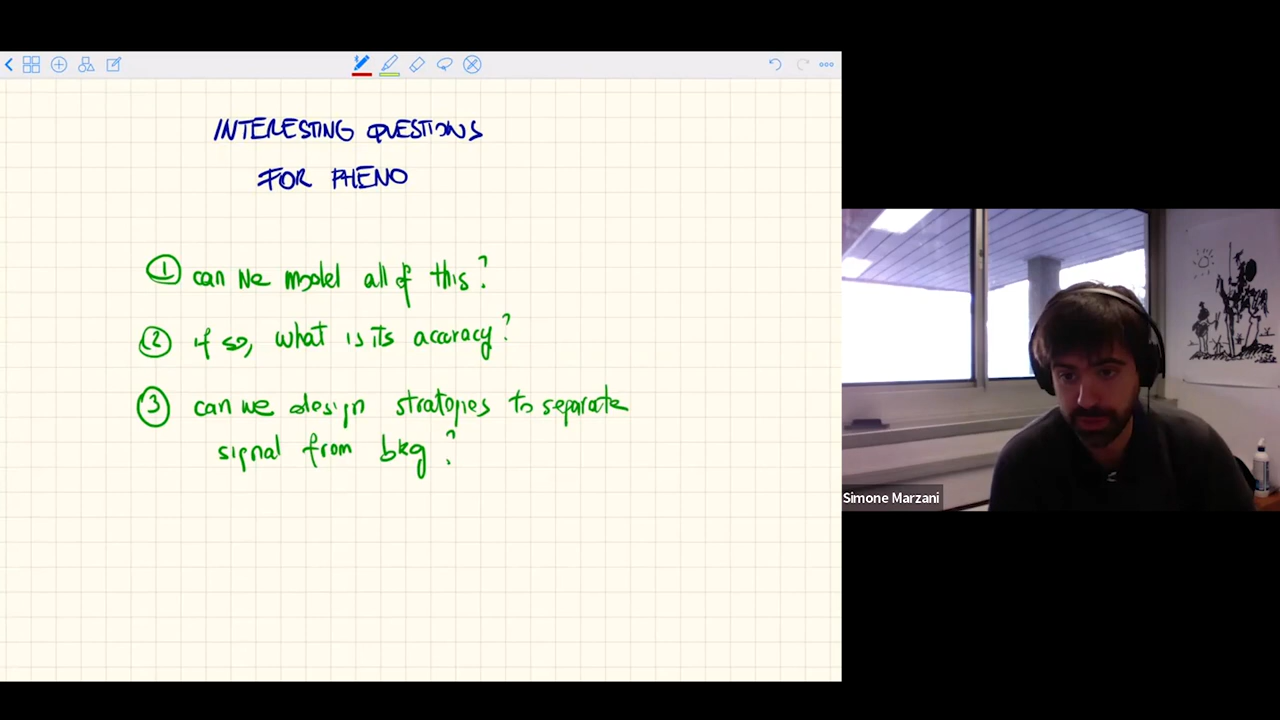 INTERESTING QUESTIONS
FOR PHENO
① can we model all of this?
② if so, what is its accuracy?
③ can we design stratogies to separate
signal from bkg?
Simone Marzani